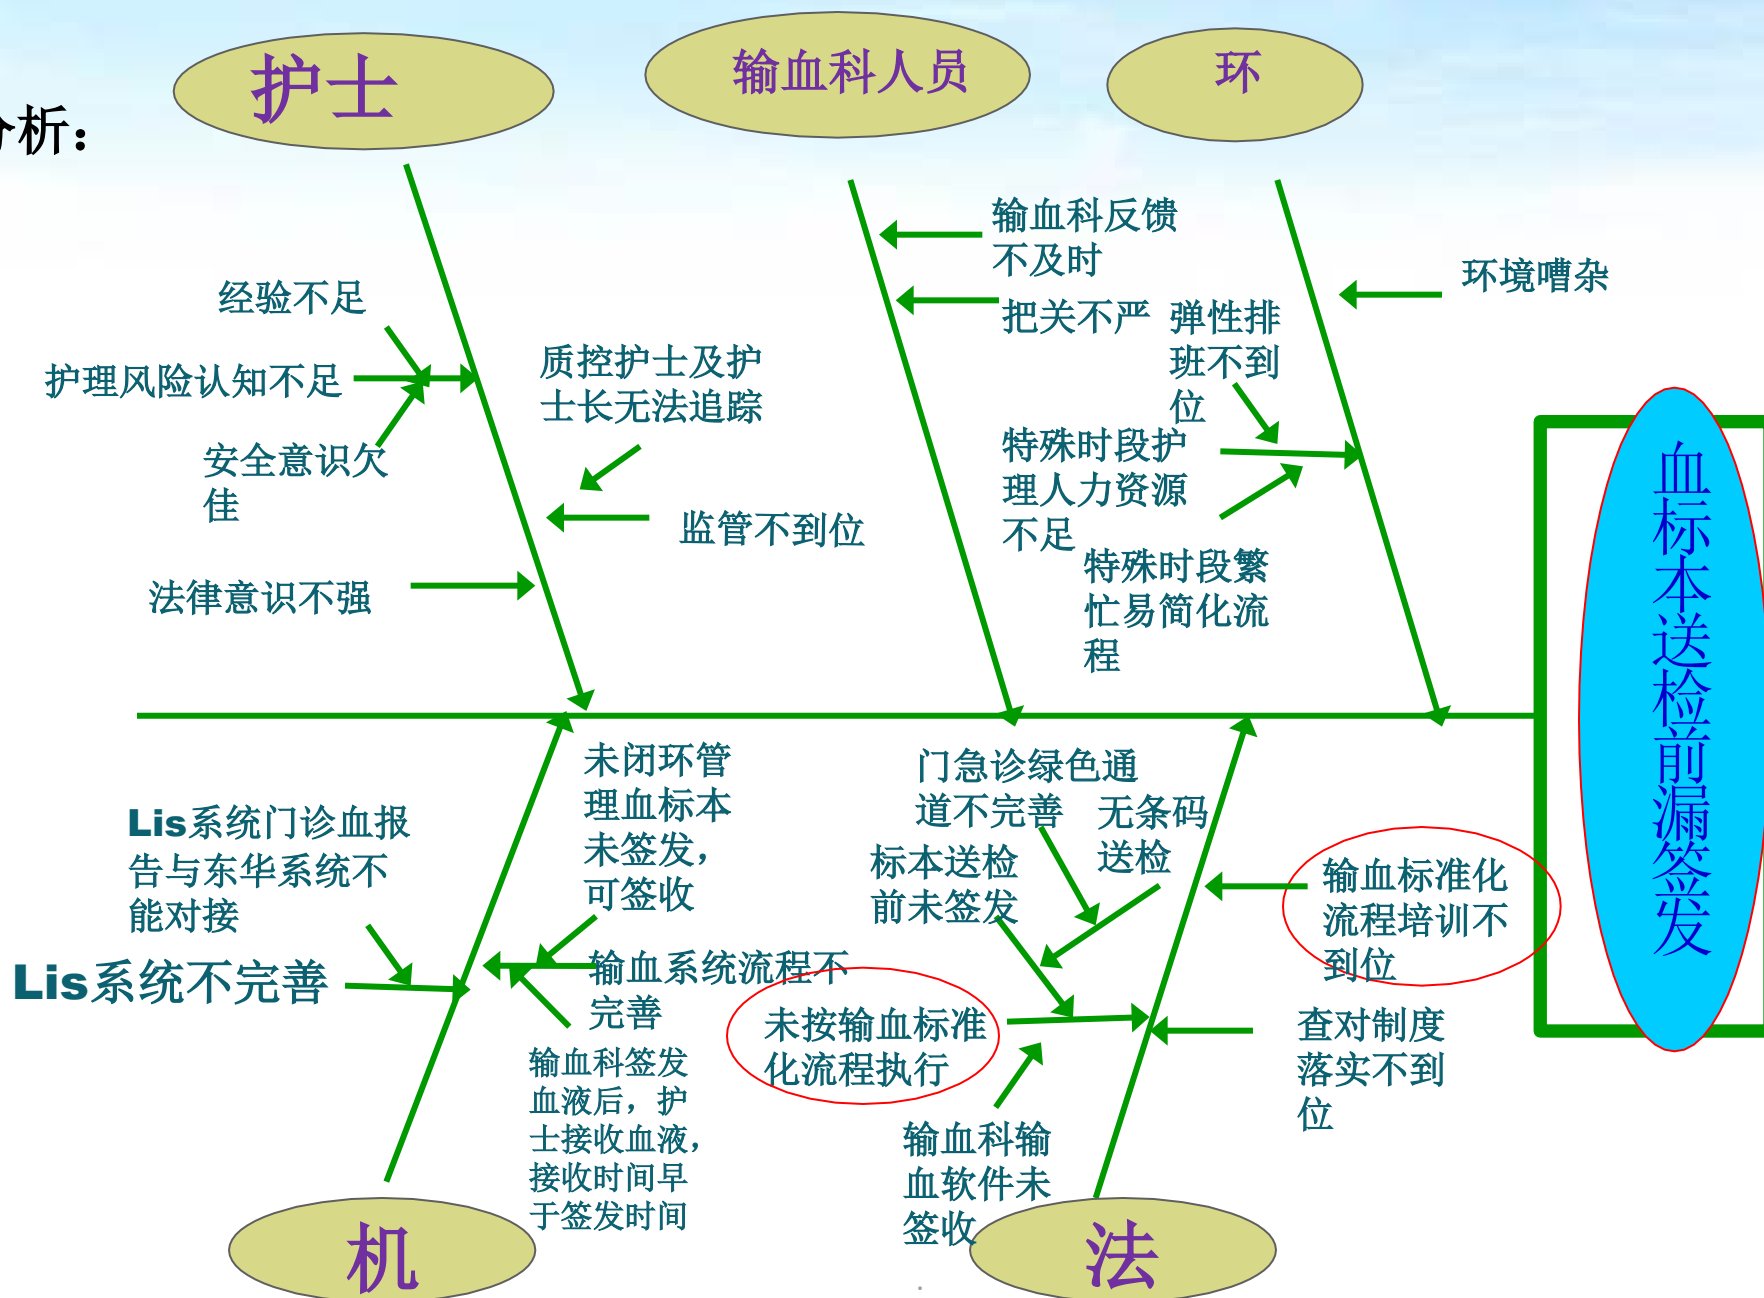 护士
输血科人员
环
分析：
输血科反馈
不及时
环境嘈杂
经验不足
把关不严
弹性排
班不到
位
护理风险认知不足
质控护士及护
士长无法追踪
安全意识欠
佳
特殊时段护
理人力资源
不足
监管不到位
法律意识不强
特殊时段繁
忙易简化流
程
血标本送检前漏签发
未闭环管
理血标本
未签发，
可签收
门急诊绿色通
道不完善
无条码
送检
Lis系统门诊血报
告与东华系统不
能对接
标本送检
前未签发
输血标准化
流程培训不
到位
Lis系统不完善
输血系统流程不
完善
未按输血标准
化流程执行
查对制度
落实不到
位
输血科签发
血液后，护
士接收血液，
接收时间早
于签发时间
输血科输
血软件未
签收
机
法